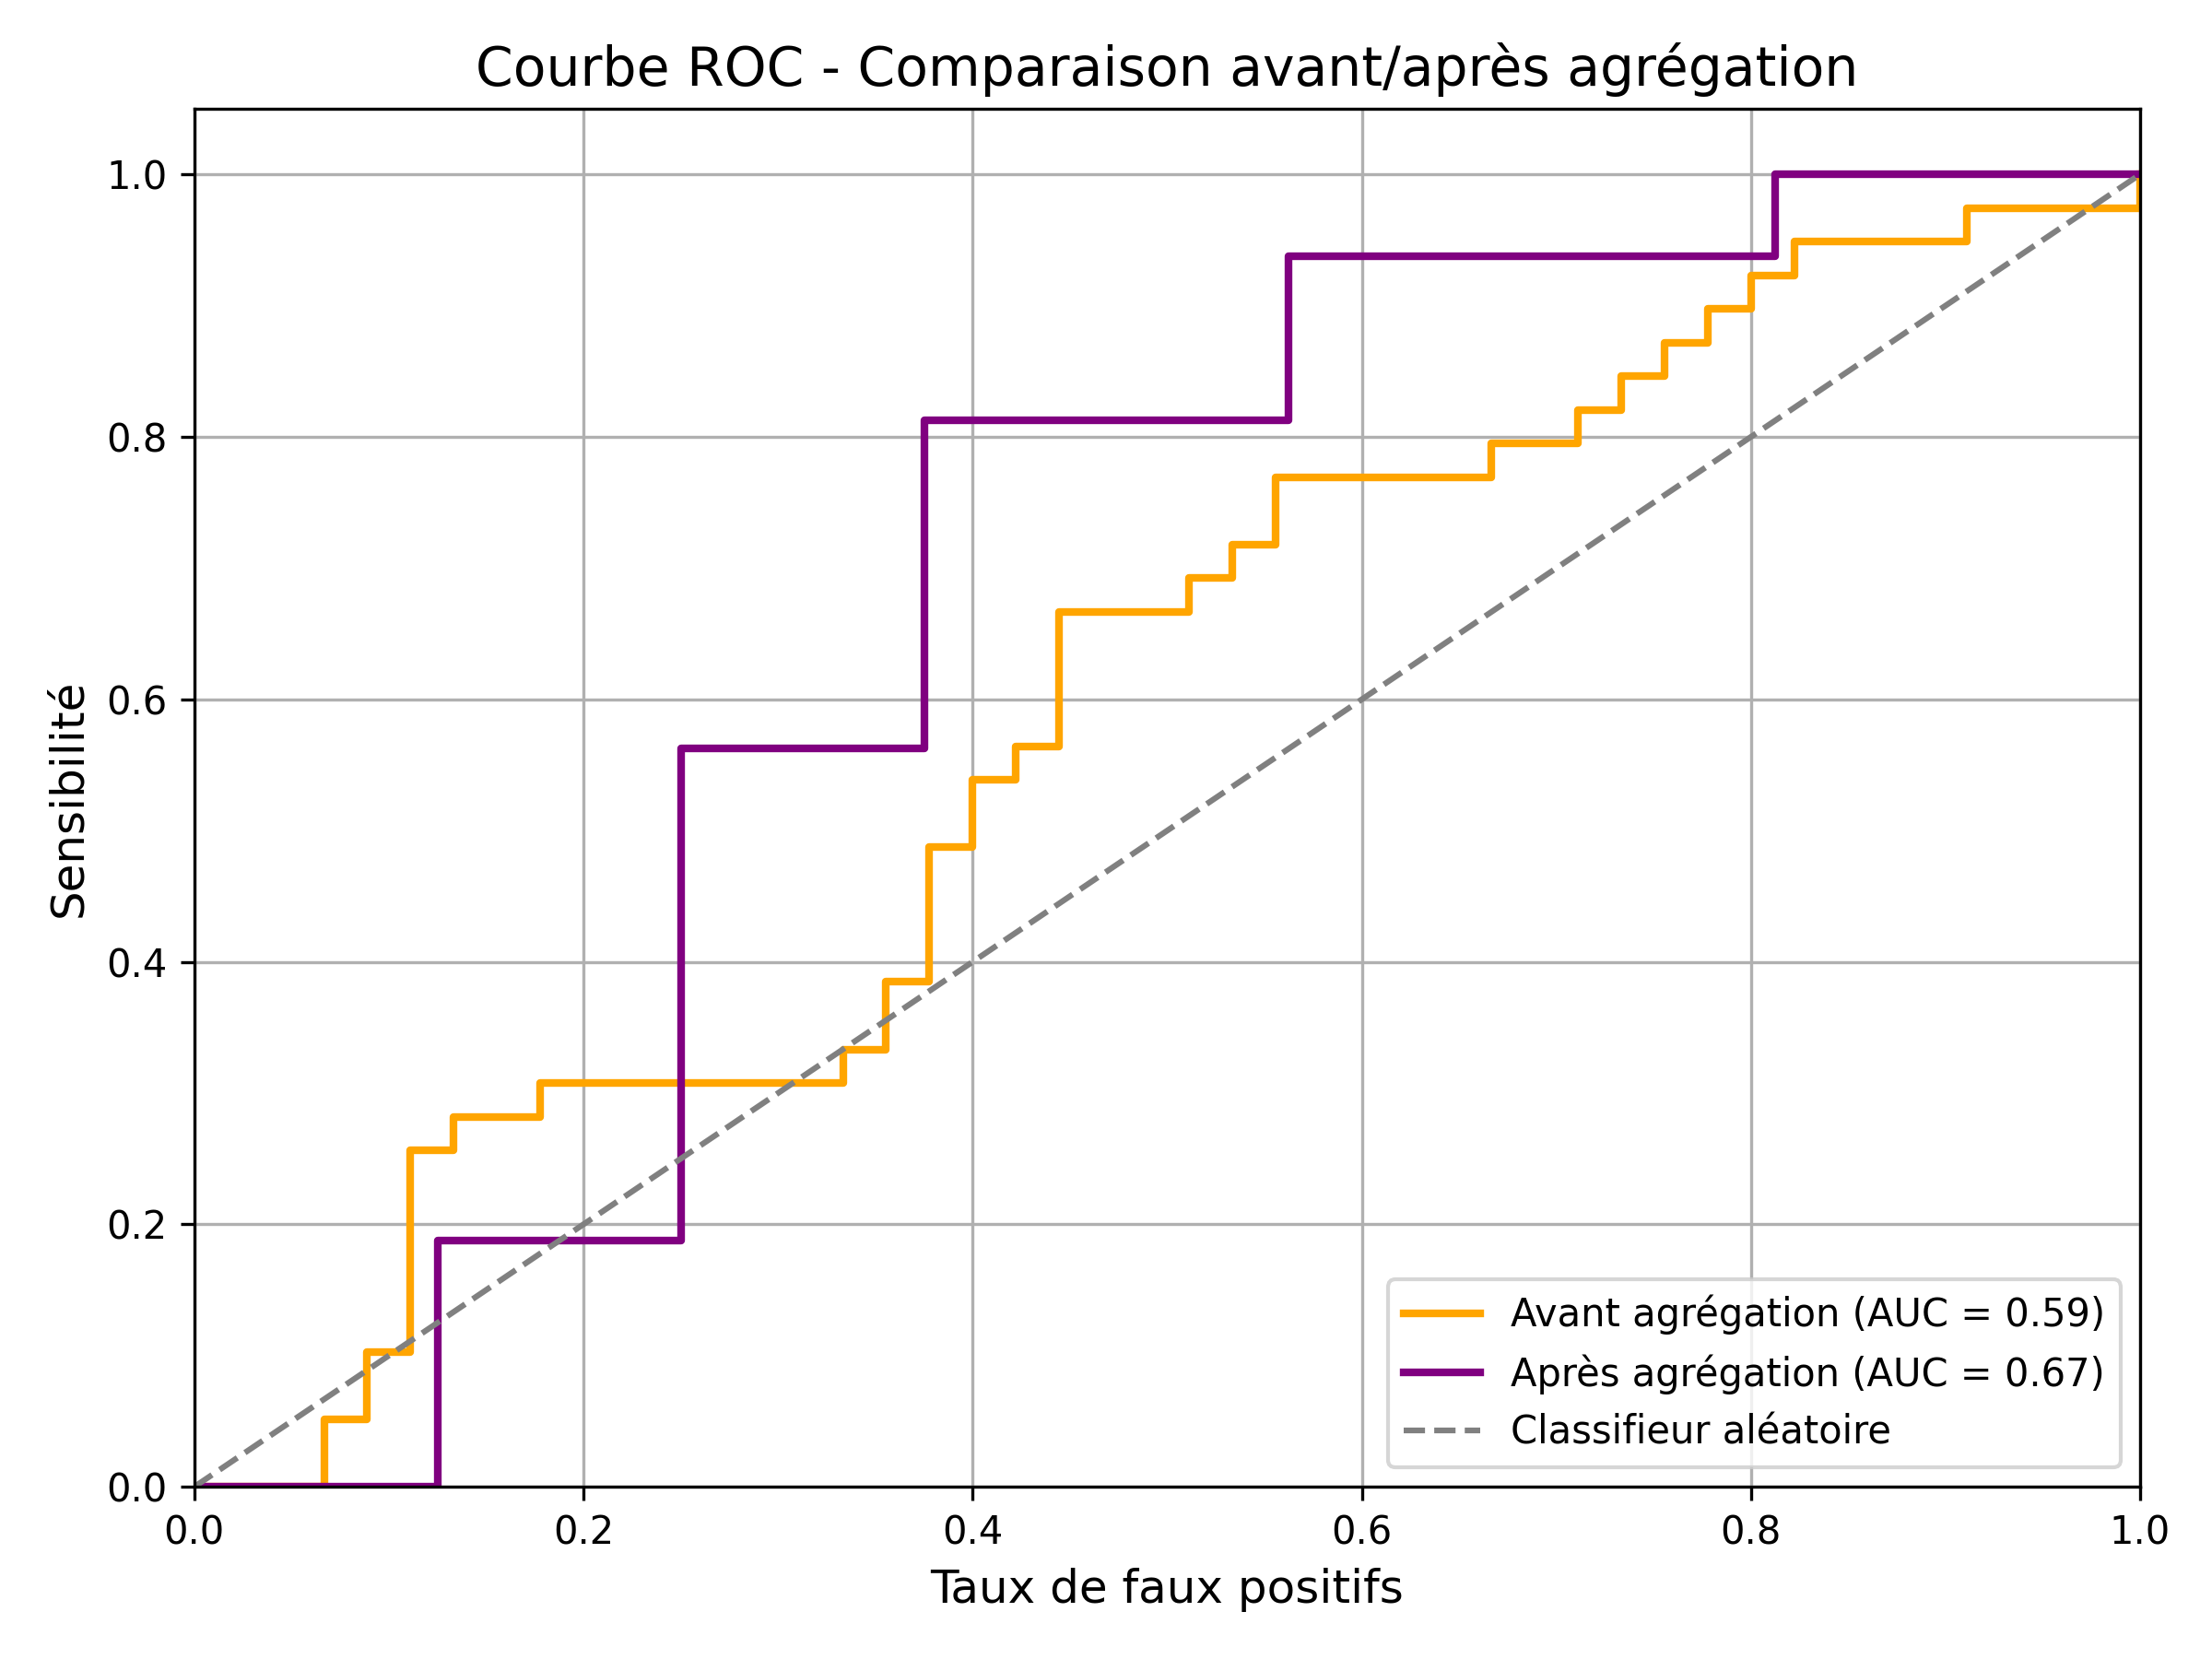 Courbe ROC - Comparaison avant/après agrégation
Sensibilité
1.0
0.8
0.6
0.4
0.2
0.0
0.0 0.2 0.4 0.6 0.8 1.0
Taux de faux positifs
Avant agrégation (AUC = 0.59)
Après agrégation (AUC = 0.67)
Classifieur aléatoire